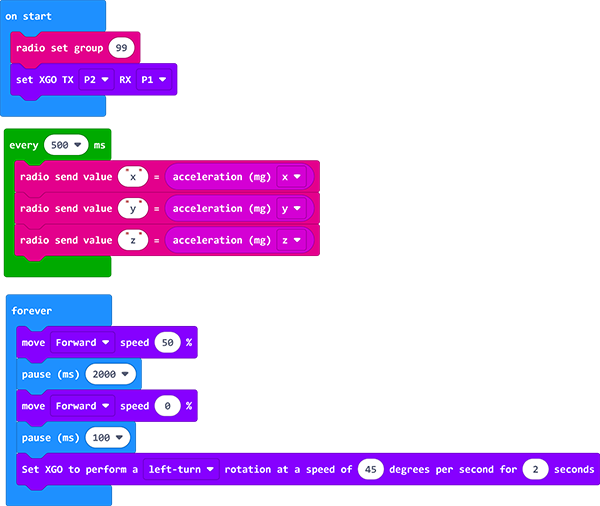 on start
radio set group 99
set XGO TX P2 RX P1
every 500 ms
radio send value "x" = acceleration (mg) x
radio send value "y" = acceleration (mg) y
radio send value "z" = acceleration (mg) z
forever
move Forward speed 50 %
pause (ms) 2000
move Forward speed 0 %
pause (ms) 100
Set XGO to perform a left-turn rotation at a speed of 45 degrees per second for 2 seconds